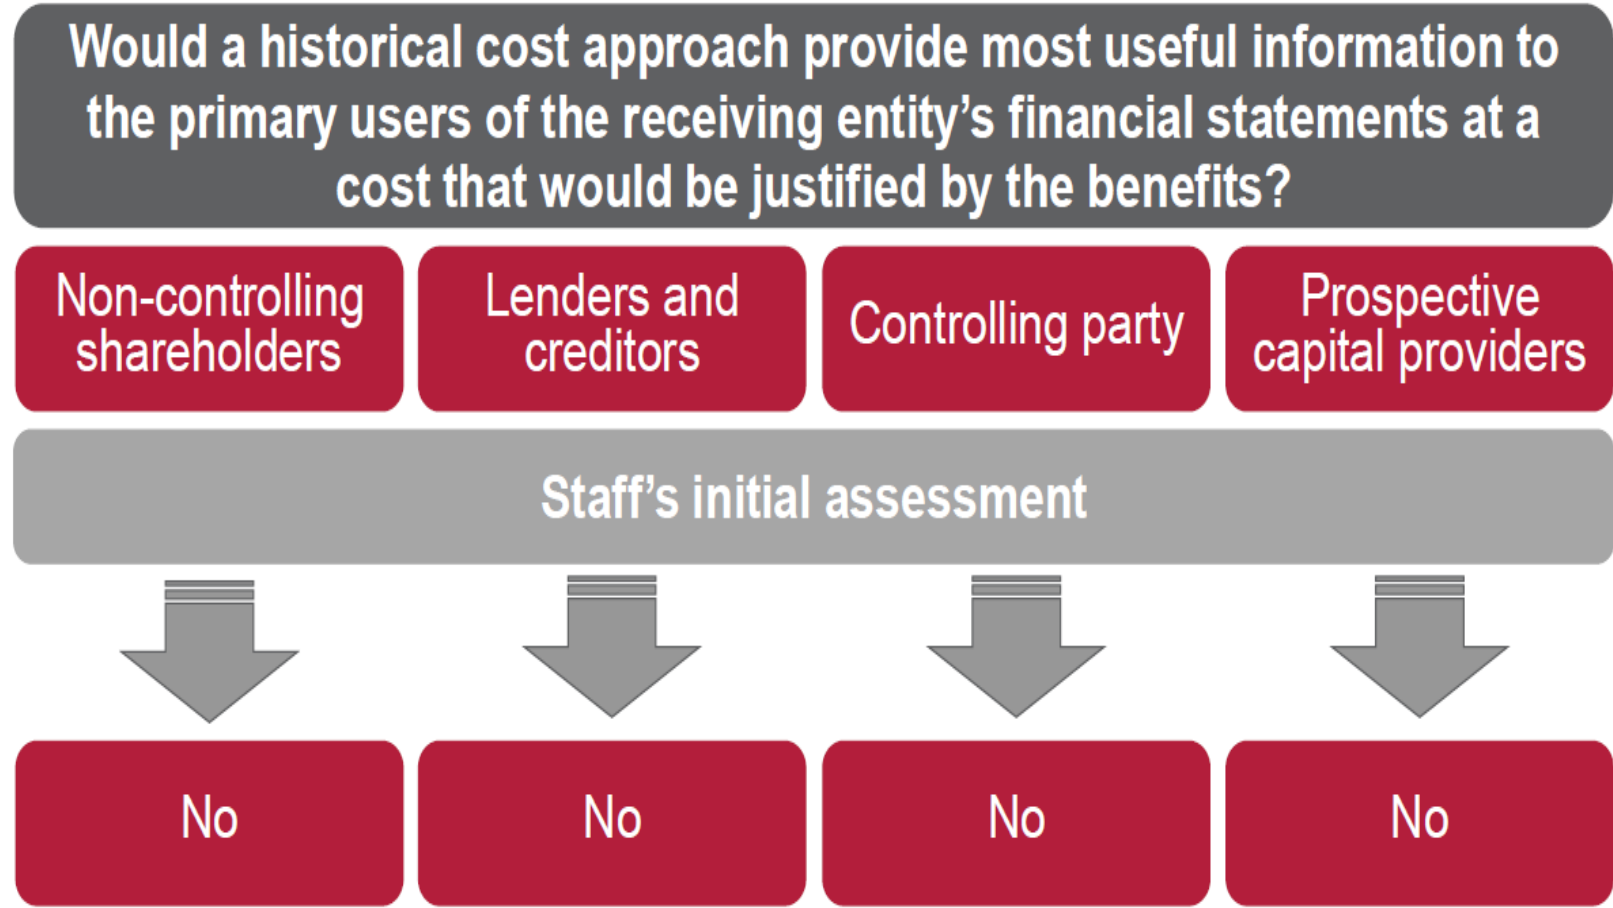 Would a historical cost approach provide most useful information to
the primary users of the receiving entity’s financial statements at a
cost that would be justified by the benefits?
Non-controlling
shareholders
Lenders and
creditors
Controlling party
Prospective
capital providers
Staff’s initial assessment
No
No
No
No